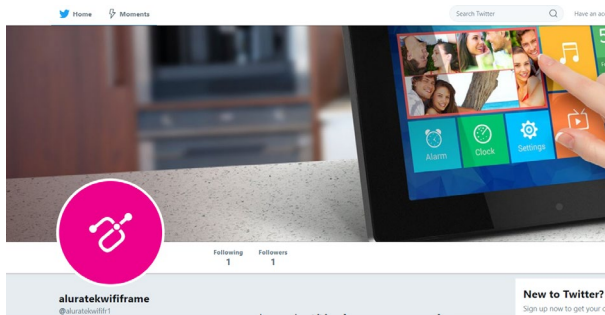 Home
Moments
Search Twitter
Have an ac
Alarm
Clock
Settings
Following
Followers
1
1
aluratekwififrame
@aluratekwififr1
New to Twitter?
Sign up now to get your